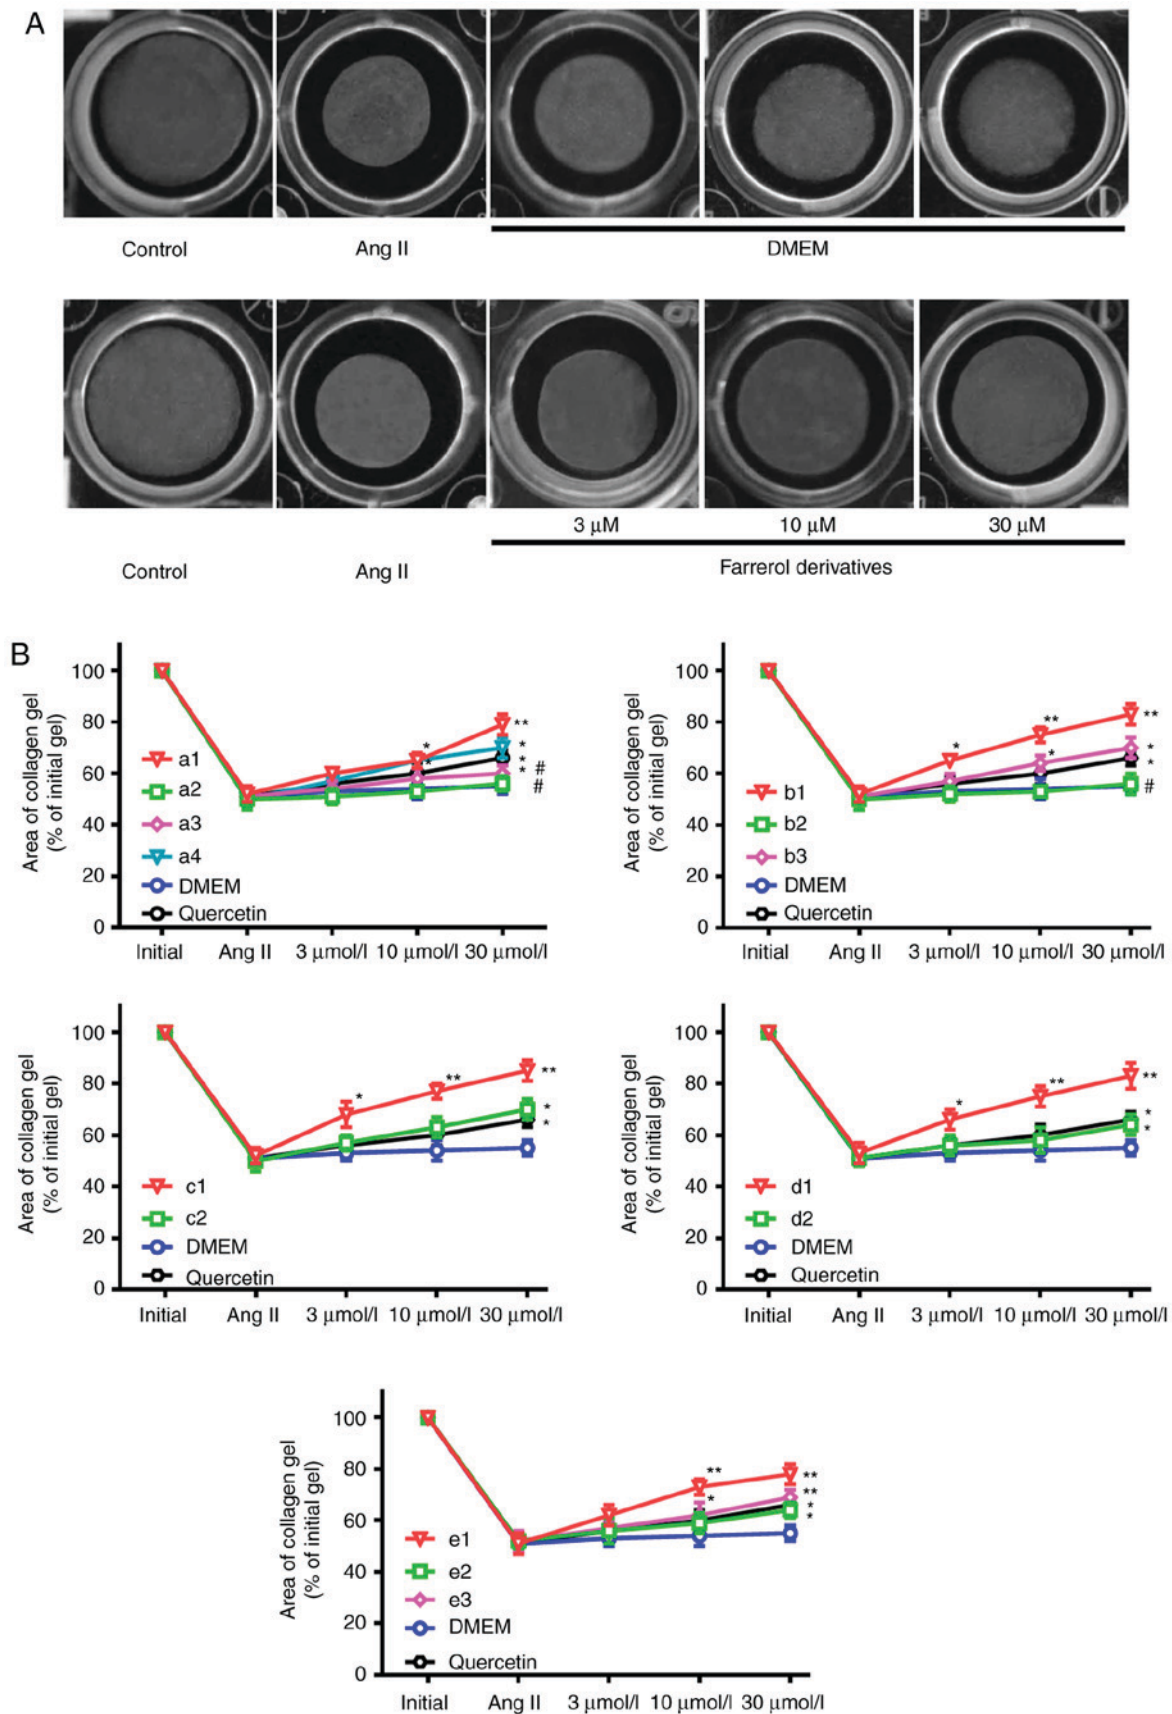 A
Control Ang II DMEM
3 μM 10 μM 30 μM
Control Ang II Farrerol derivatives
B
Area of collagen gel
(% of initial gel)
100
80
60
40
20
0
a1
a2
a3
a4
DMEM
Quercetin
* ** * * * * # #
Initial Ang II 3 μmol/l 10 μmol/l 30 μmol/l
Area of collagen gel
(% of initial gel)
100
80
60
40
20
0
b1
b2
b3
DMEM
Quercetin
* ** * ** * * #
Initial Ang II 3 μmol/l 10 μmol/l 30 μmol/l
Area of collagen gel
(% of initial gel)
100
80
60
40
20
0
c1
c2
DMEM
Quercetin
* ** ** * *
Initial Ang II 3 μmol/l 10 μmol/l 30 μmol/l
Area of collagen gel
(% of initial gel)
100
80
60
40
20
0
d1
d2
DMEM
Quercetin
* ** ** * *
Initial Ang II 3 μmol/l 10 μmol/l 30 μmol/l
Area of collagen gel
(% of initial gel)
100
80
60
40
20
0
e1
e2
e3
DMEM
Quercetin
** * ** ** * *
Initial Ang II 3 μmol/l 10 μmol/l 30 μmol/l